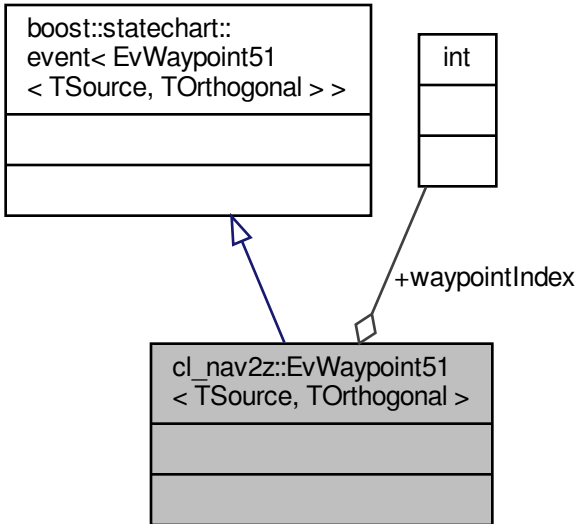 boost::statechart::
event< EvWaypoint51
< TSource, TOrthogonal > >
int
+waypointIndex
cl_nav2z::EvWaypoint51
< TSource, TOrthogonal >